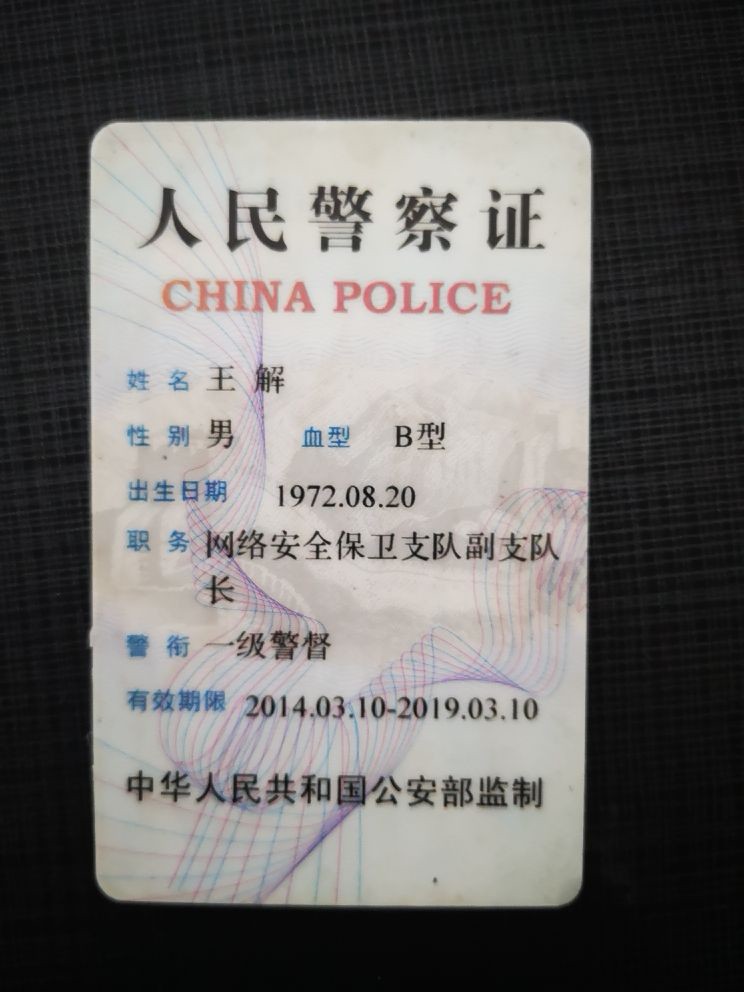 人民警察证
CHINA POLICE
姓名 王解
性别 男 血型 B型
出生日期 1972.08.20
职务 网络安全保卫支队副支队
长
警衔 一级警督
有效期限 2014.03.10-2019.03.10
中华人民共和国公安部监制